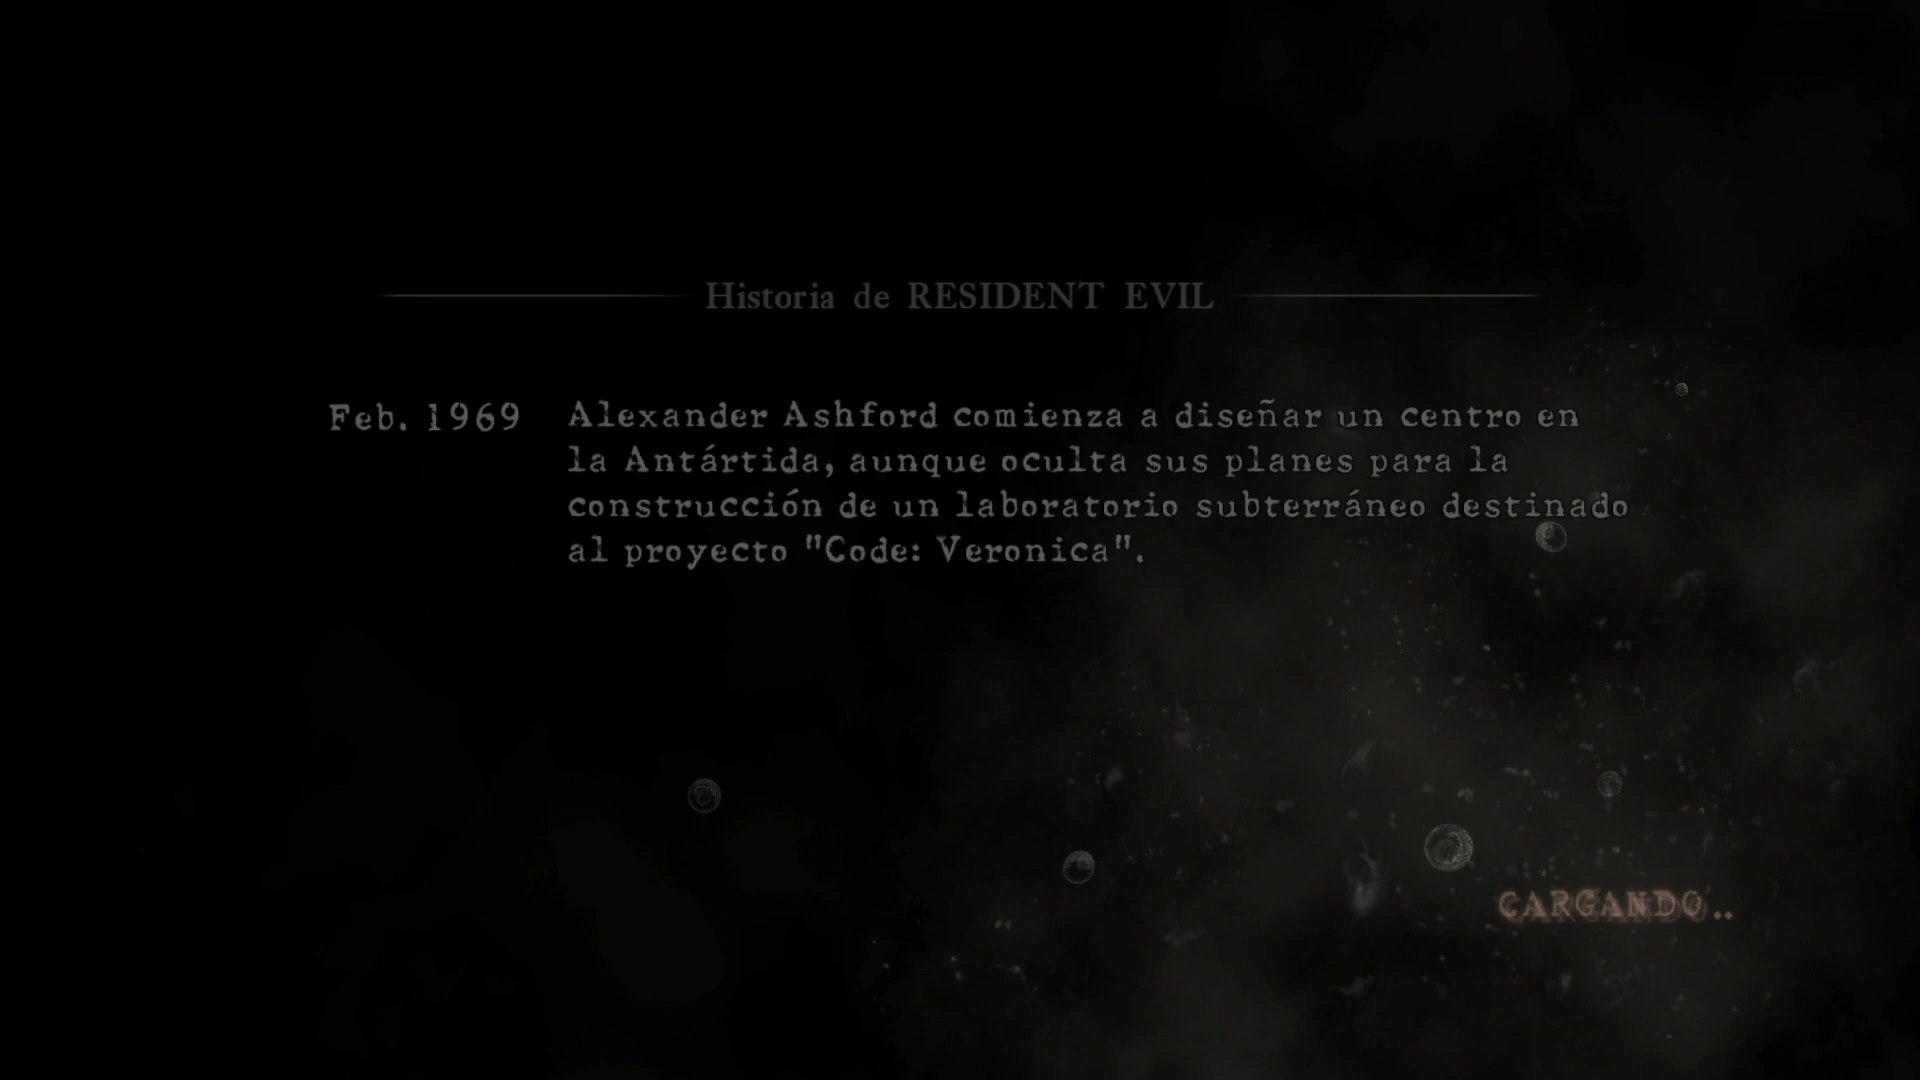 Historia de RESIDENT EVIL
Feb. 1969 Alexander Ashford comienza a diseñar un centro en
la Antártida, aunque oculta sus planes para la
construcción de un laboratorio subterráneo destinado
al proyecto "Code: Veronica".
CARGANDO..